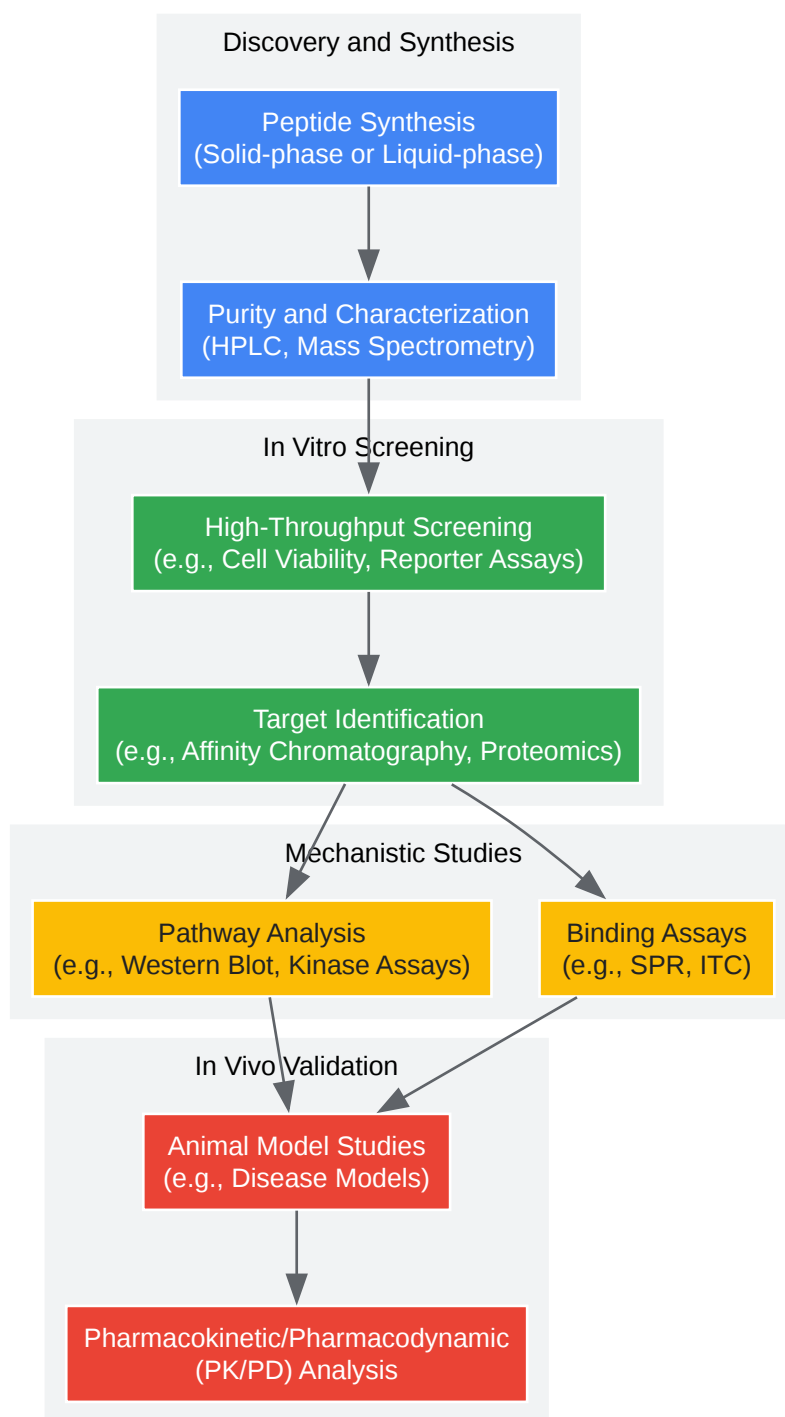 Discovery and Synthesis
Peptide Synthesis
(Solid-phase or Liquid-phase)
Purity and Characterization
(HPLC, Mass Spectrometry)
In Vitro Screening
High-Throughput Screening
(e.g., Cell Viability, Reporter Assays)
Target Identification
(e.g., Affinity Chromatography, Proteomics)
Mechanistic Studies
Pathway Analysis
(e.g., Western Blot, Kinase Assays)
Binding Assays
(e.g., SPR, ITC)
In Vivo Validation
Animal Model Studies
(e.g., Disease Models)
Pharmacokinetic/Pharmacodynamic
(PK/PD) Analysis